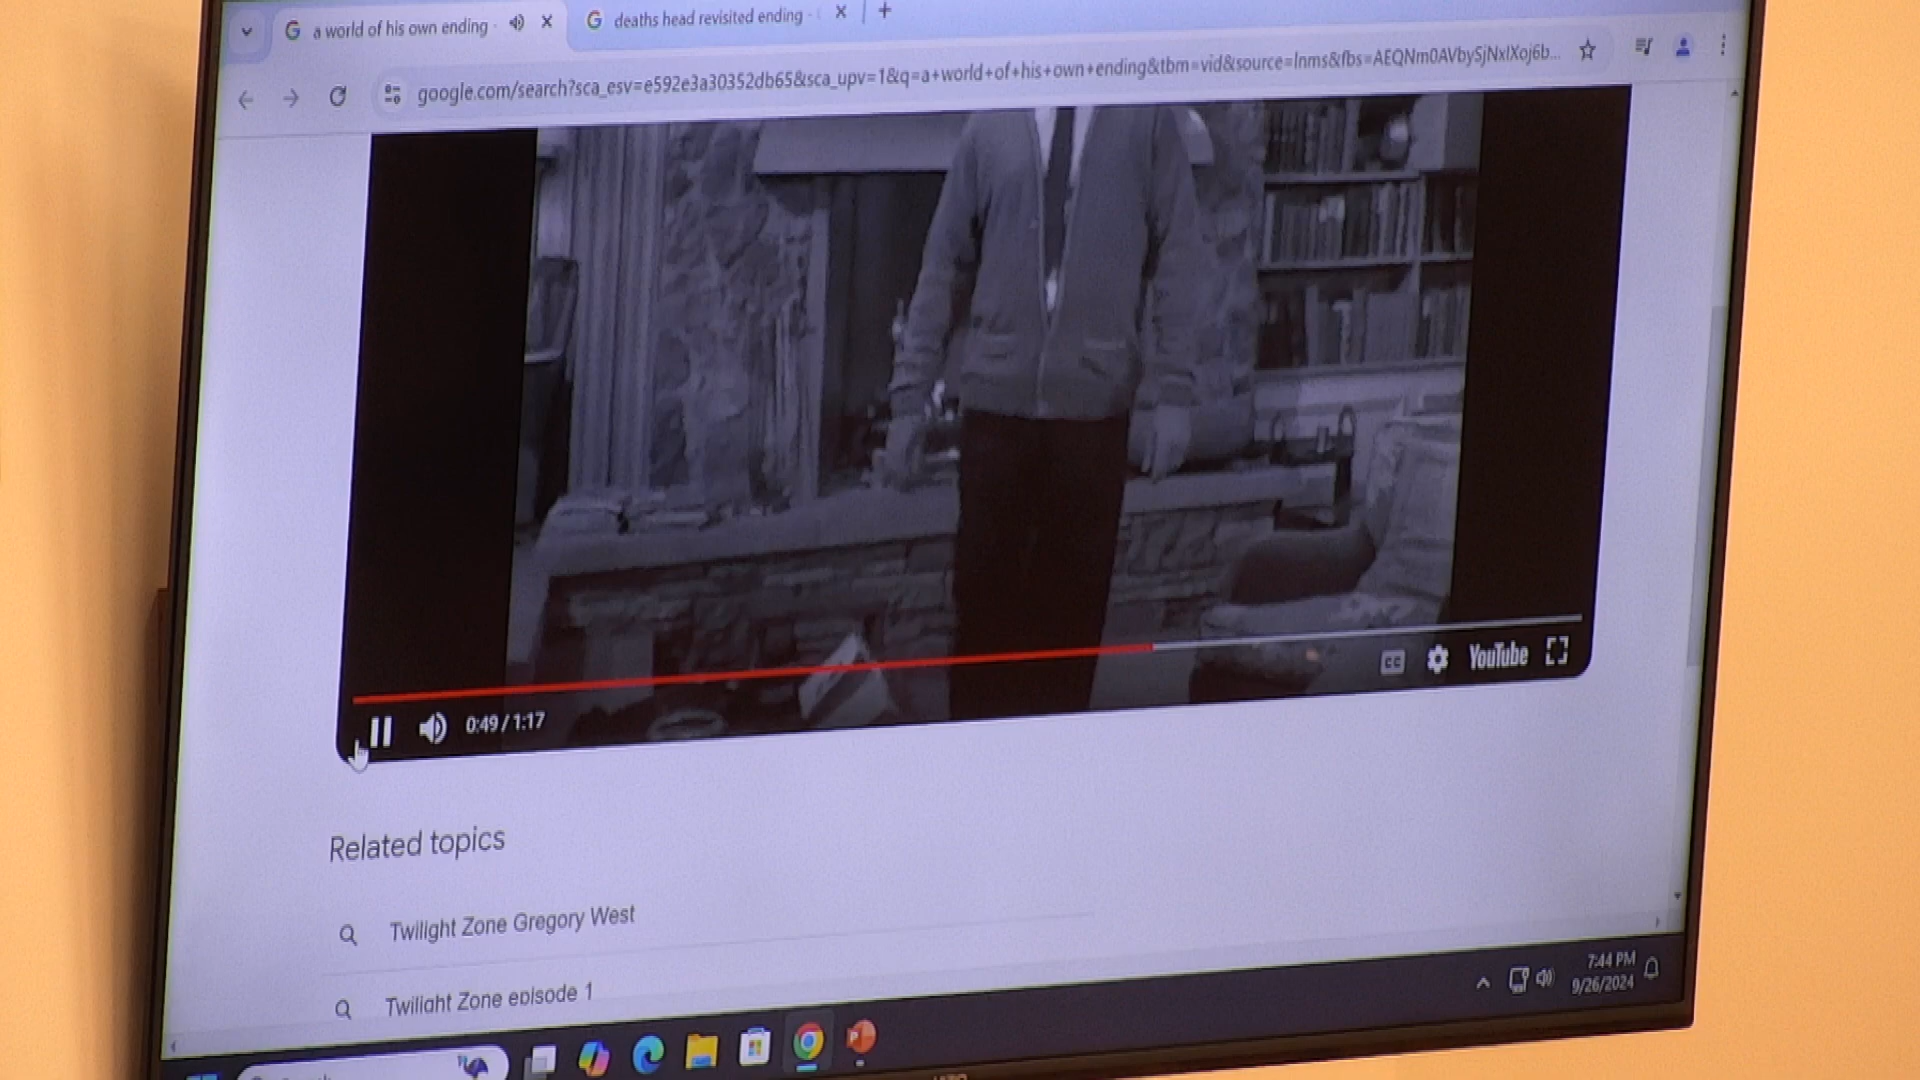 a world of his own ending -
deaths head revisited ending -
google.com/search?sca_esv=e592e3a30352db65&sca_upv=1&q=a+world+of+his+own+ending&tbm=vid&source=lnms&fbs=AEQNm0AVbySjNxIXoj6b...
CC YouTube
0:49 / 1:17
Related topics
Twilight Zone Gregory West
Twilight Zone episode 1
7:44 PM
9/26/2024